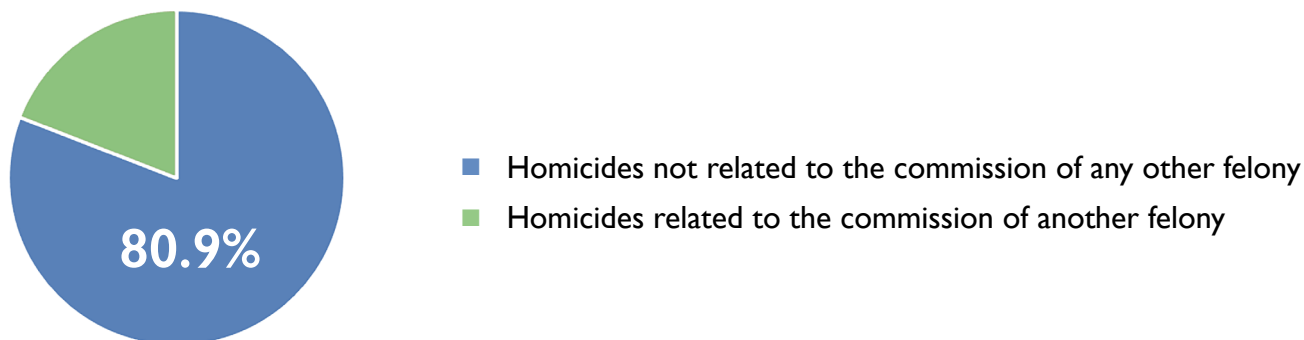 Homicides not related to the commission of any other felony
Homicides related to the commission of another felony
80.9%